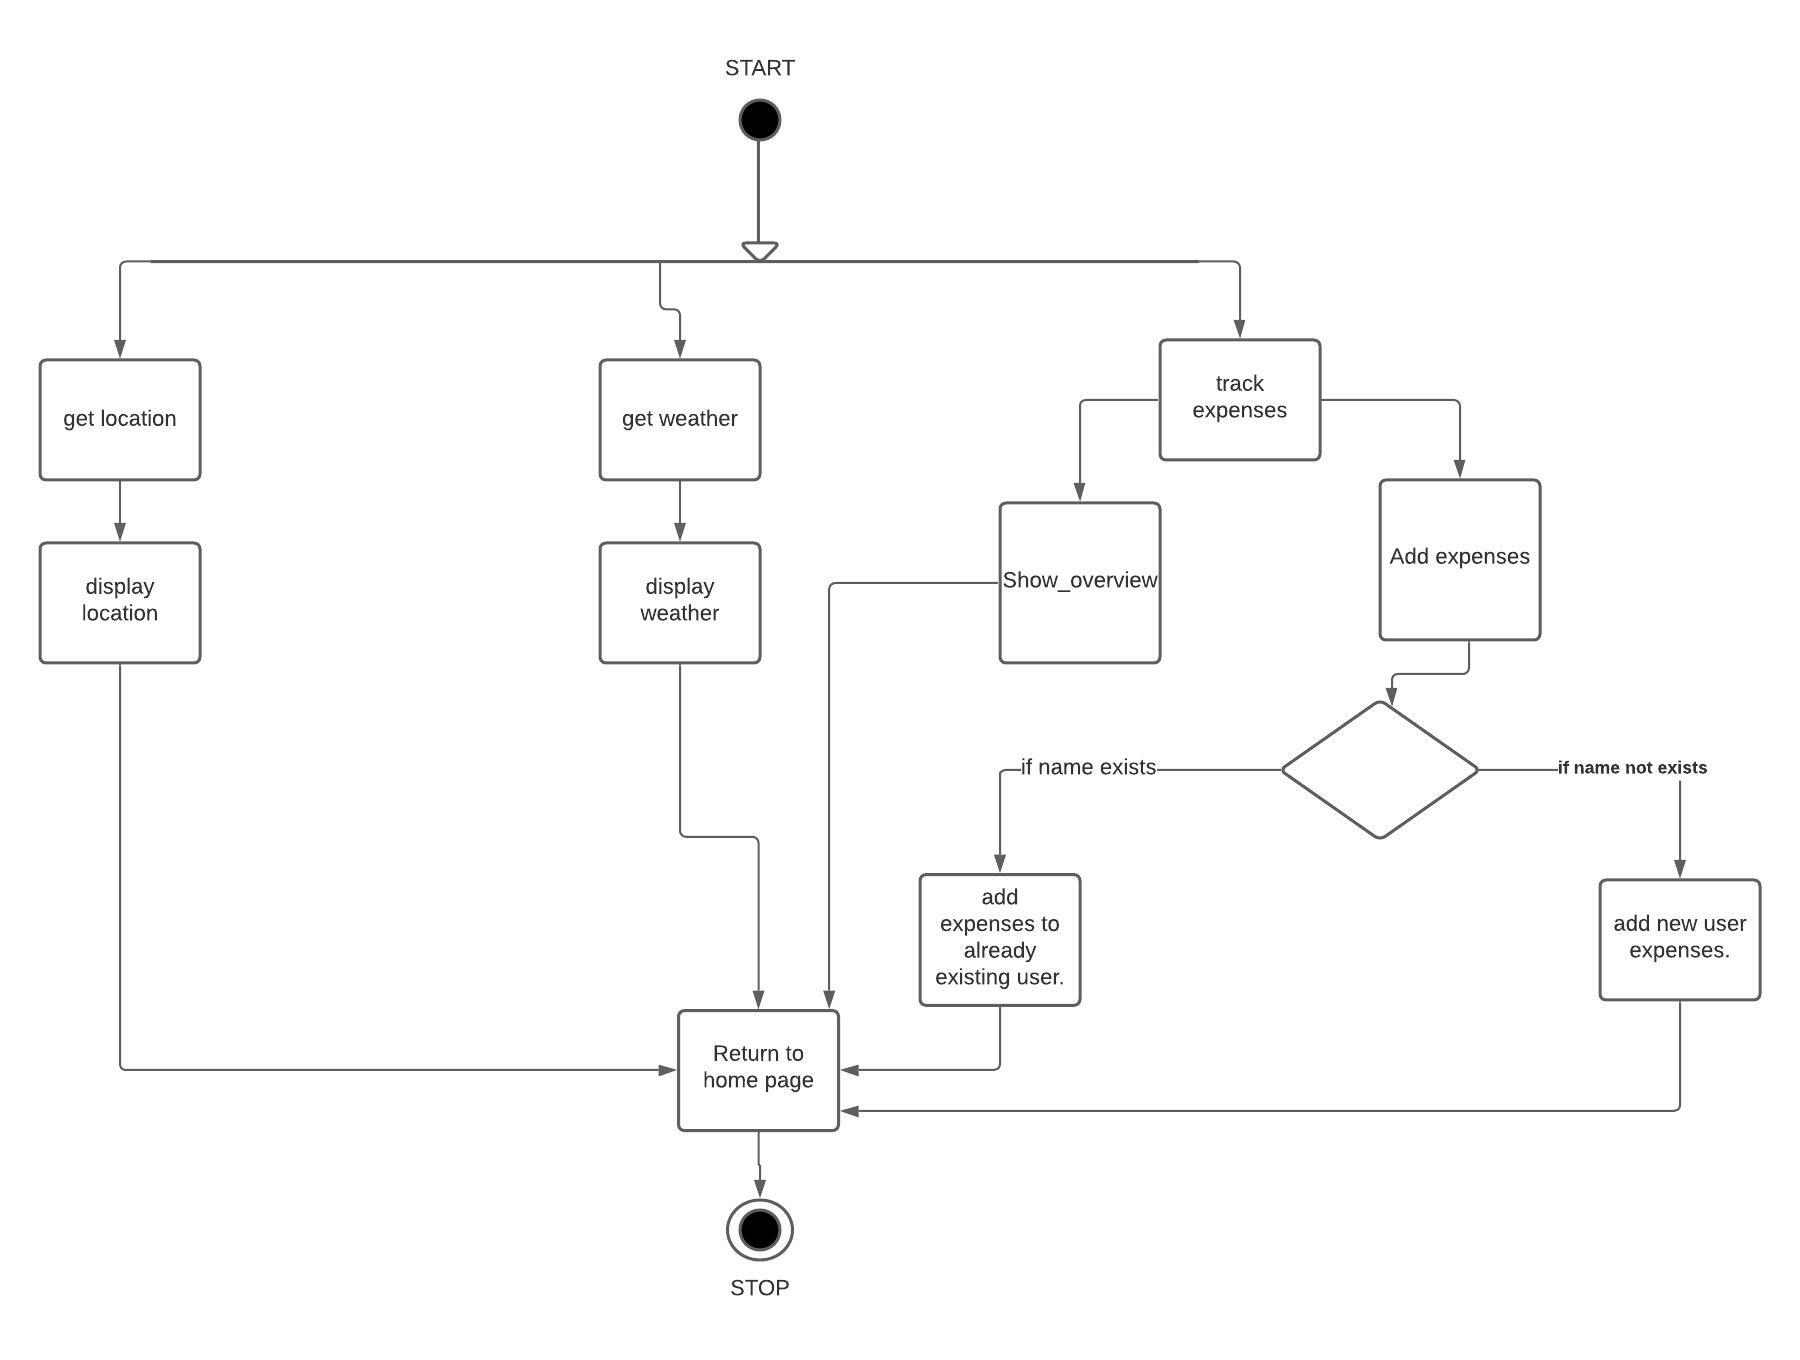 START
get location
get weather
track
expenses
display
location
display
weather
Show_overview
Add expenses
if name exists
if name not exists
add
expenses to
already
existing user.
add new user
expenses.
Return to
home page
STOP